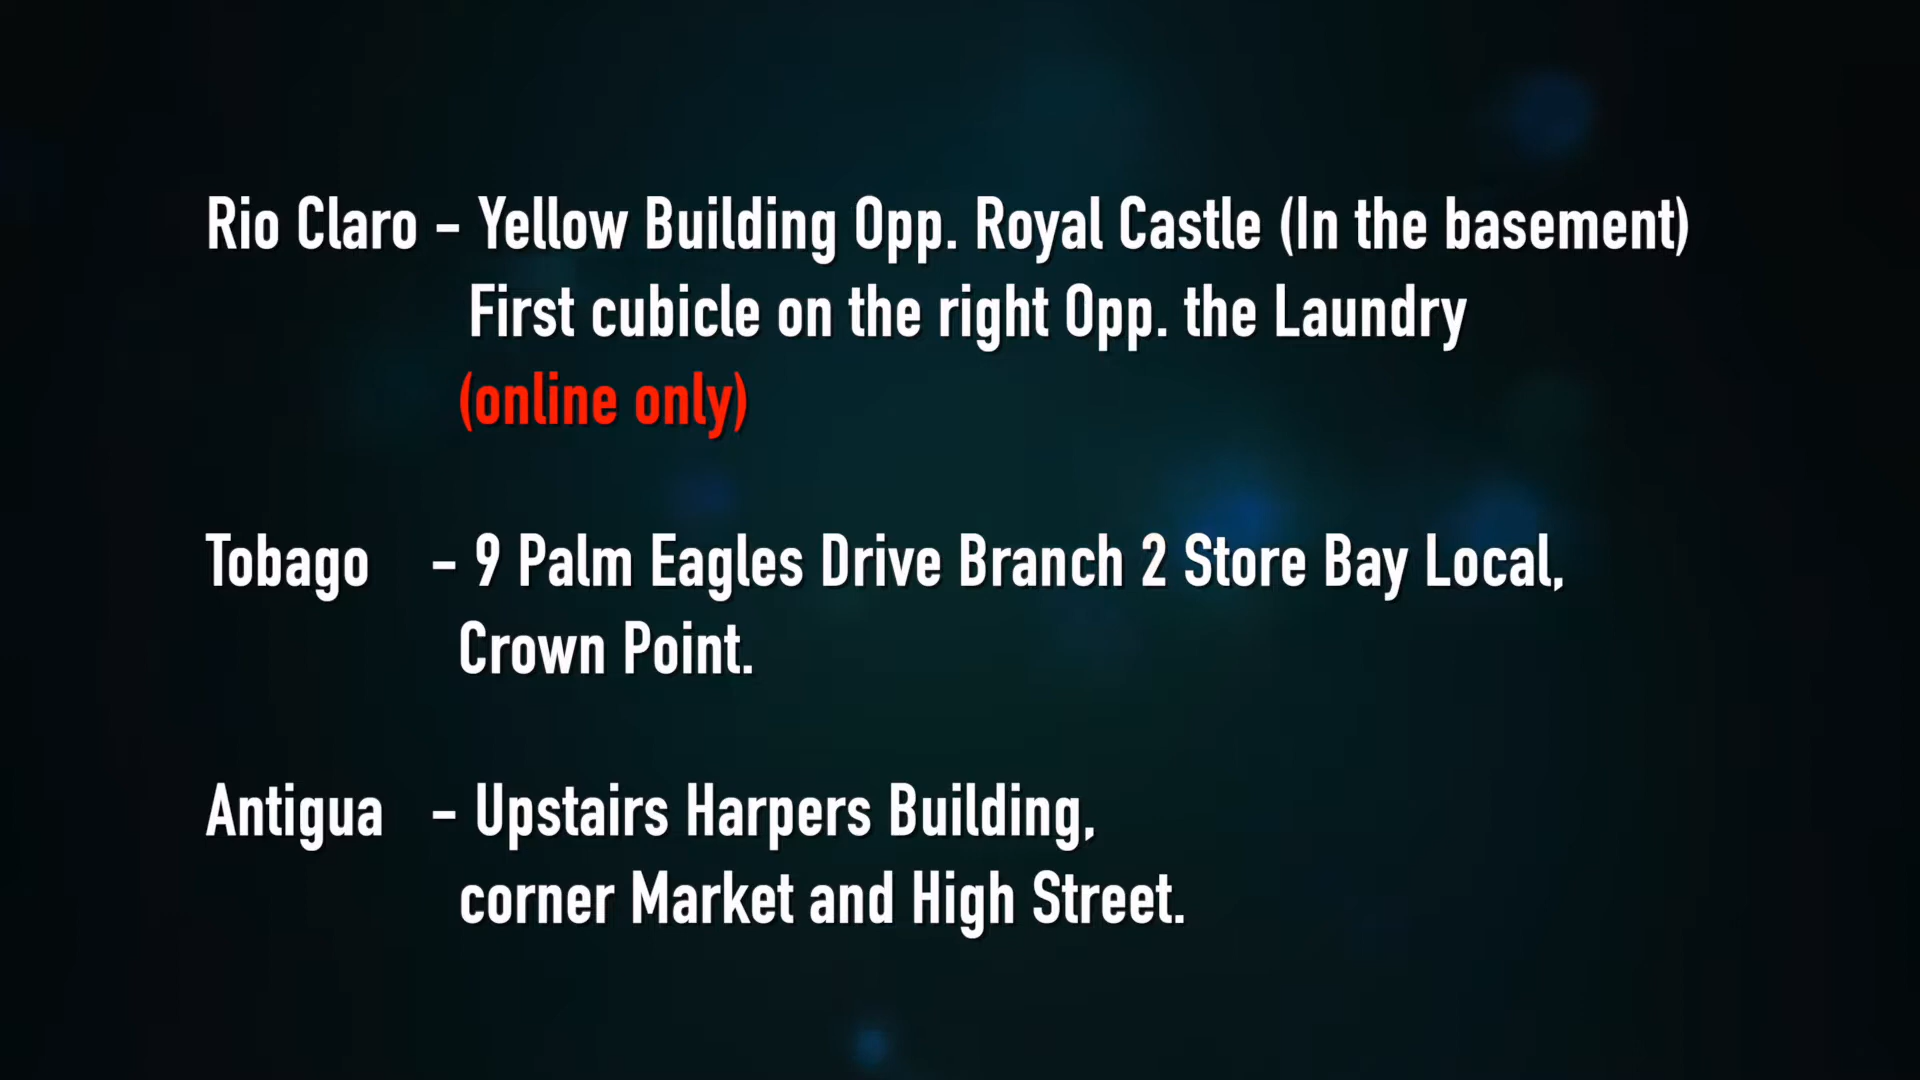 Rio Claro - Yellow Building Opp. Royal Castle (In the basement)
First cubicle on the right Opp. the Laundry
(online only)
Tobago - 9 Palm Eagles Drive Branch 2 Store Bay Local,
Crown Point.
Antigua - Upstairs Harpers Building,
corner Market and High Street.